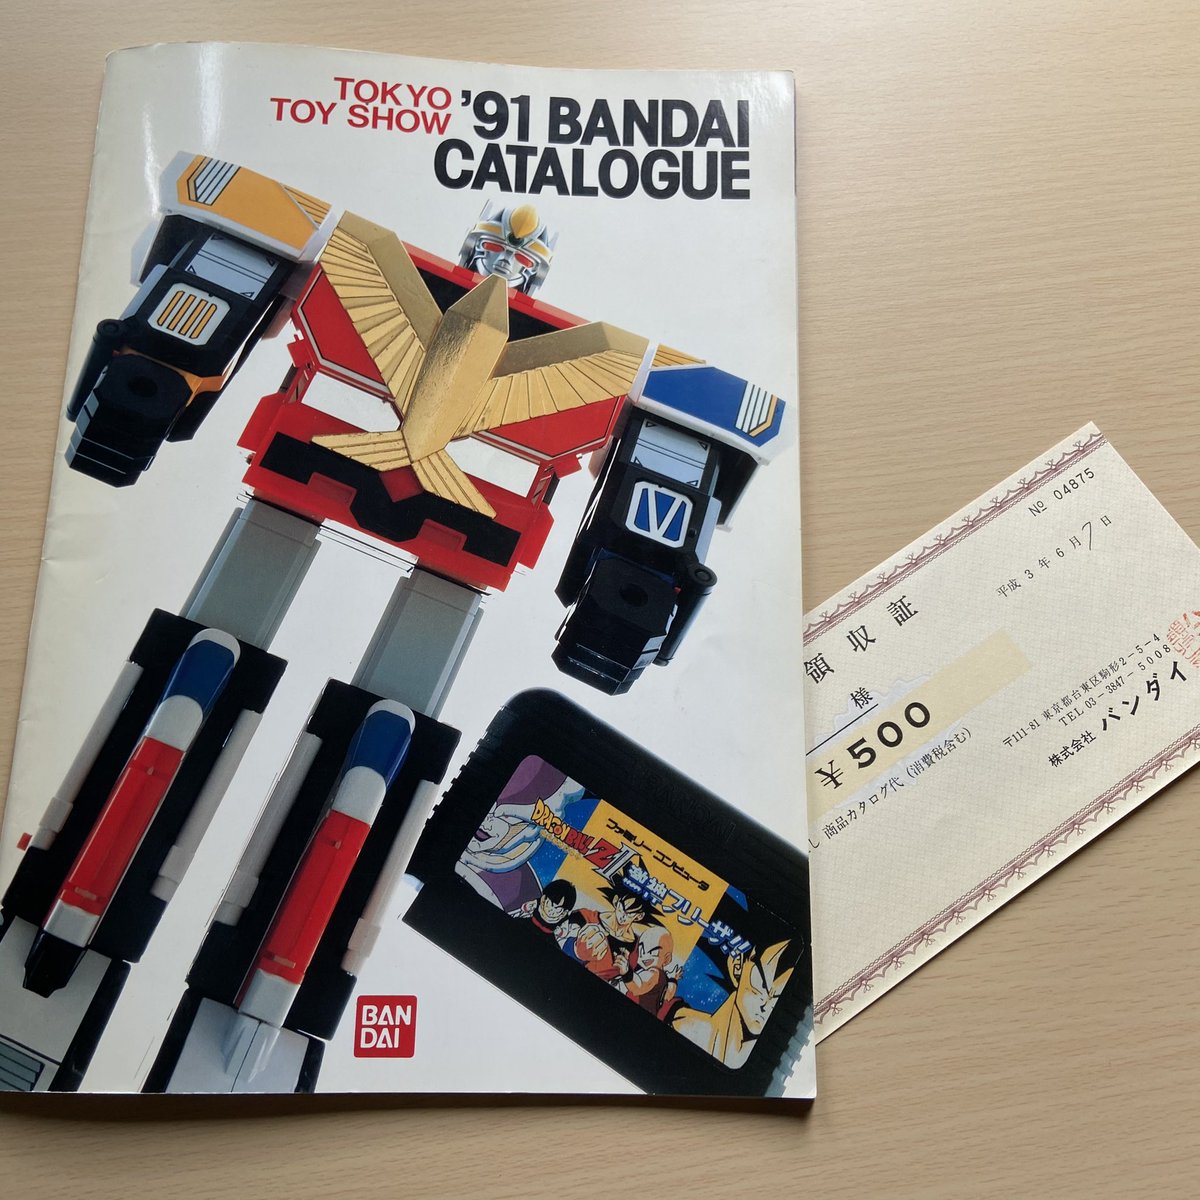 TOKYO
TOY SHOW
'91 BANDAI
CATALOGUE
V
ファミリー コンピュータ
DRAGON BALL Z II
激神フリーザ!!
BAN
DAI
№ 04875
平成 3 年 6 月 7 日
領収証
様
¥500
商品カタログ代 (消費税含む)
〒111-81 東京都台東区駒形2-5-4
TEL 03-3847-5008
株式会社 バンダイ